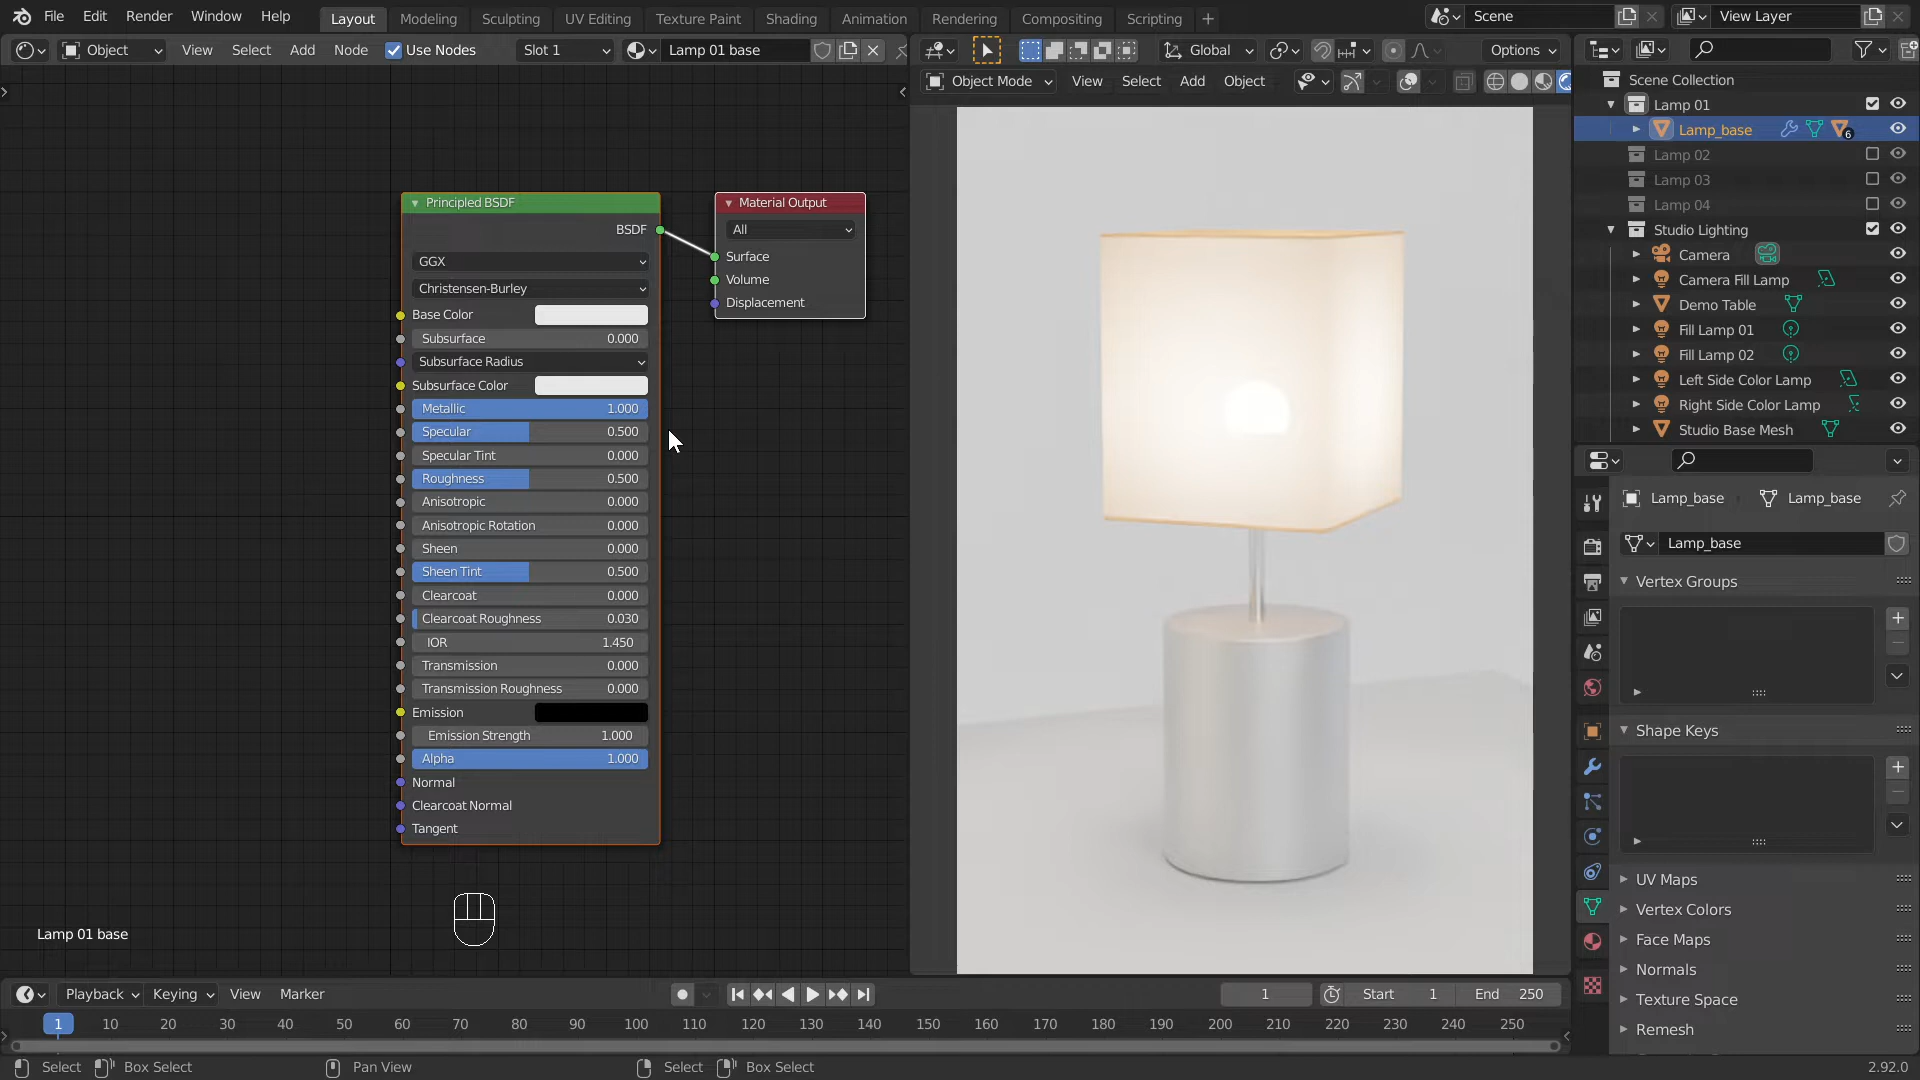 File Edit Render Window Help Layout Modeling Sculpting UV Editing Texture Paint Shading Animation Rendering Compositing Scripting + Scene View Layer
Object View Select Add Node Use Nodes Slot 1 Lamp 01 base Global Options
Object Mode View Select Add Object
Principled BSDF
BSDF
GGX
Christensen-Burley
Base Color
Subsurface 0.000
Subsurface Radius
Subsurface Color
Metallic 1.000
Specular 0.500
Specular Tint 0.000
Roughness 0.500
Anisotropic 0.000
Anisotropic Rotation 0.000
Sheen 0.000
Sheen Tint 0.500
Clearcoat 0.000
Clearcoat Roughness 0.030
IOR 1.450
Transmission 0.000
Transmission Roughness 0.000
Emission
Emission Strength 1.000
Alpha 1.000
Normal
Clearcoat Normal
Tangent
Material Output
All
Surface
Volume
Displacement
Lamp 01 base
Scene Collection
Lamp 01
Lamp_base 6
Lamp 02
Lamp 03
Lamp 04
Studio Lighting
Camera
Camera Fill Lamp
Demo Table
Fill Lamp 01
Fill Lamp 02
Left Side Color Lamp
Right Side Color Lamp
Studio Base Mesh
Lamp_base Lamp_base
Lamp_base
Vertex Groups
Shape Keys
UV Maps
Vertex Colors
Face Maps
Normals
Texture Space
Remesh
Playback Keying View Marker 1 Start 1 End 250
1 10 20 30 40 50 60 70 80 90 100 110 120 130 140 150 160 170 180 190 200 210 220 230 240 250
Select Box Select Pan View Select Box Select 2.92.0